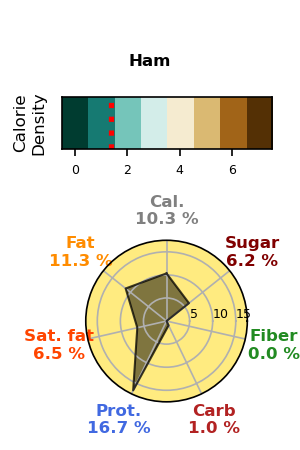 Ham
Calorie
Density
0 2 4 6
Cal.
10.3 %
Fat
11.3 %
Sugar
6.2 %
5 10 15
Sat. fat
6.5 %
Fiber
0.0 %
Prot.
16.7 %
Carb
1.0 %